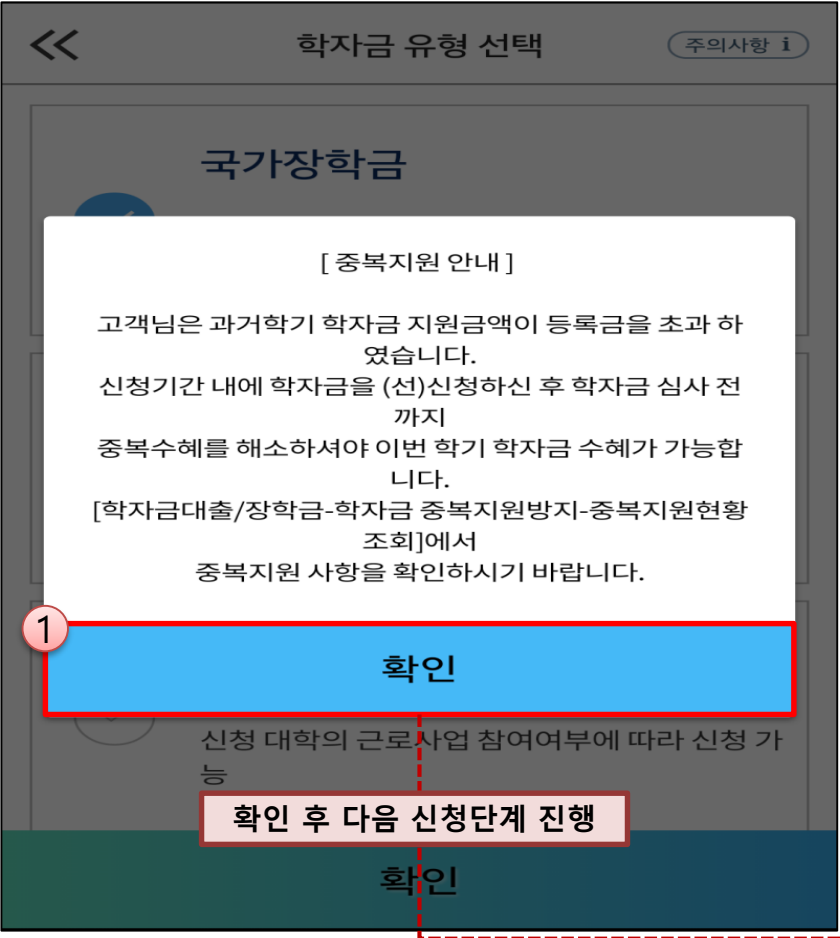 학자금 유형 선택
주의사항 i
국가장학금
[ 중복지원 안내 ]
고객님은 과거학기 학자금 지원금액이 등록금을 초과 하
였습니다.
신청기간 내에 학자금을 (선)신청하신 후 학자금 심사 전
까지
중복수혜를 해소하셔야 이번 학기 학자금 수혜가 가능합
니다.
[학자금대출/장학금-학자금 중복지원방지-중복지원현황
조회]에서
중복지원 사항을 확인하시기 바랍니다.
1
확인
신청 대학의 근로사업 참여여부에 따라 신청 가
능
확인 후 다음 신청단계 진행
확인